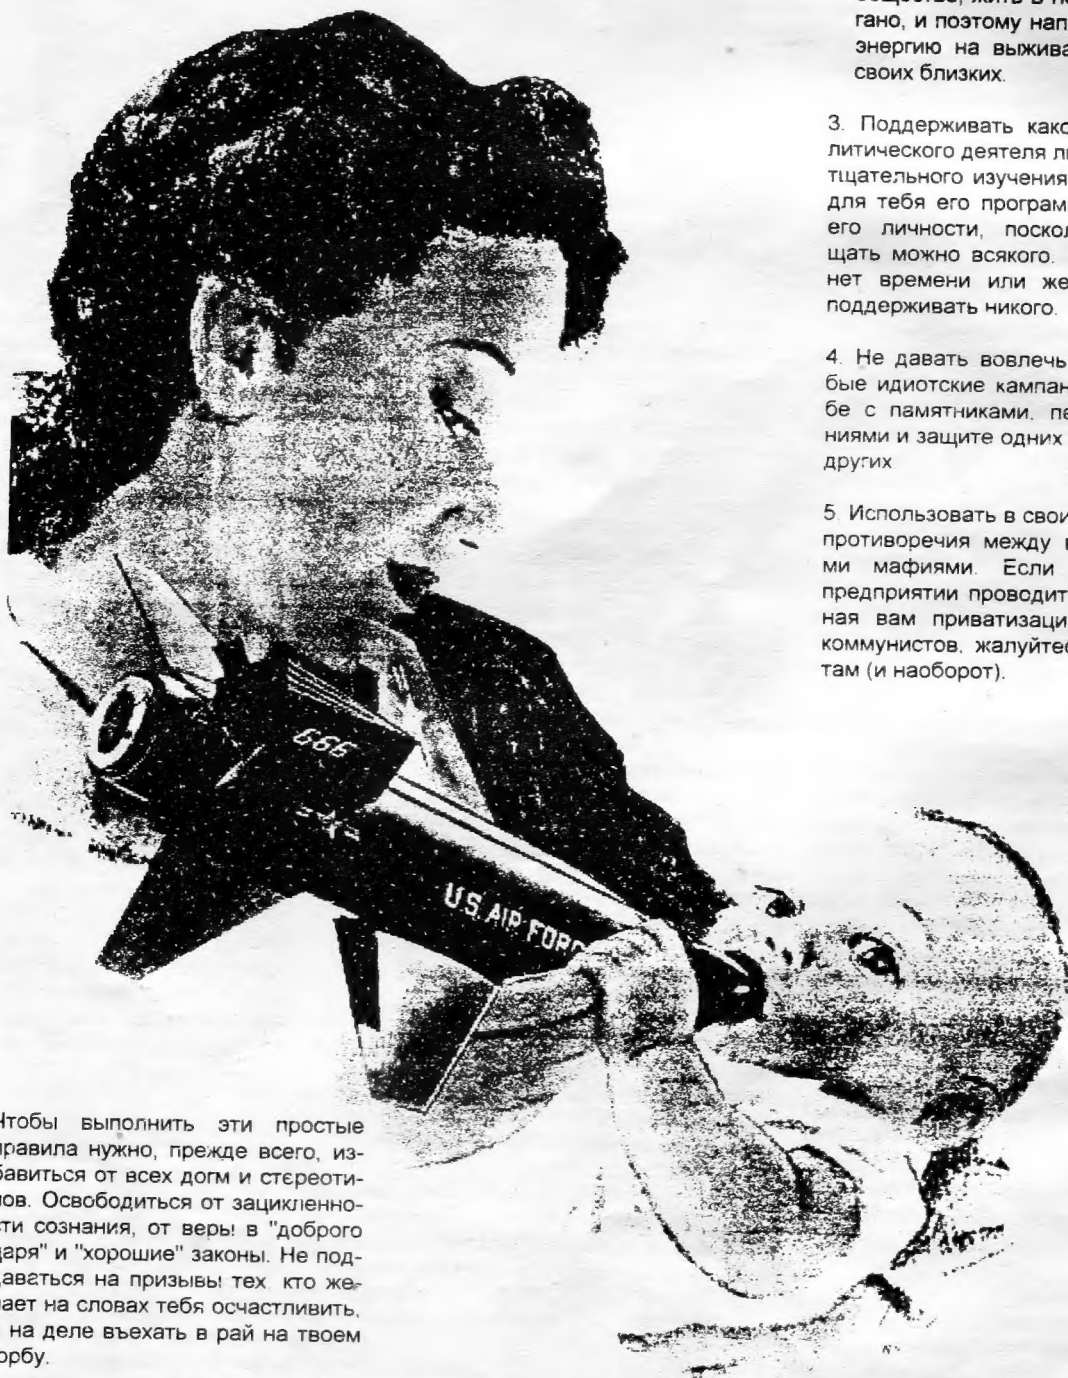 гано, и поэтому нап
энергию на выжива
своих близких.
3. Поддерживать како
литического деятеля ли
тщательного изучения
для тебя его програм
его личности, поскол
щать можно всякого.
нет времени или же
поддерживать никого.
4. Не давать вовлечь
бые идиотские кампан
бе с памятниками, пе
ниями и защите одних
других
5. Использовать в свои
противоречия между в
ми мафиями. Если
предприятии проводит
ная вам приватизаци
коммунистов, жалуйтес
там (и наоборот).
666
U.S. AIR FORC
Чтобы выполнить эти простые
правила нужно, прежде всего, из-
бавиться от всех догм и стереоти-
пов. Освободиться от зацикленно-
сти сознания, от веры в "доброго
царя" и "хорошие" законы. Не под-
даваться на призывы тех кто же-
лает на словах тебя осчастливить,
на деле въехать в рай на твоем
горбу.